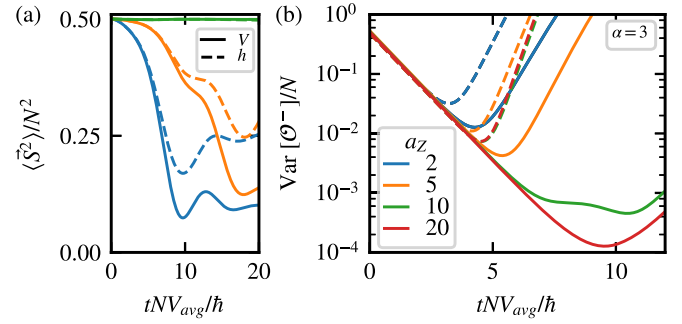 (a)
0.50
0.25
0.00
⟨S⃗²⟩/N²
V
h
0 10 20
tNV_avg/ħ
(b)
10⁰
10⁻¹
10⁻²
10⁻³
10⁻⁴
Var [𝒪⁻]/N
α = 3
a_Z
2
5
10
20
0 5 10
tNV_avg/ħ